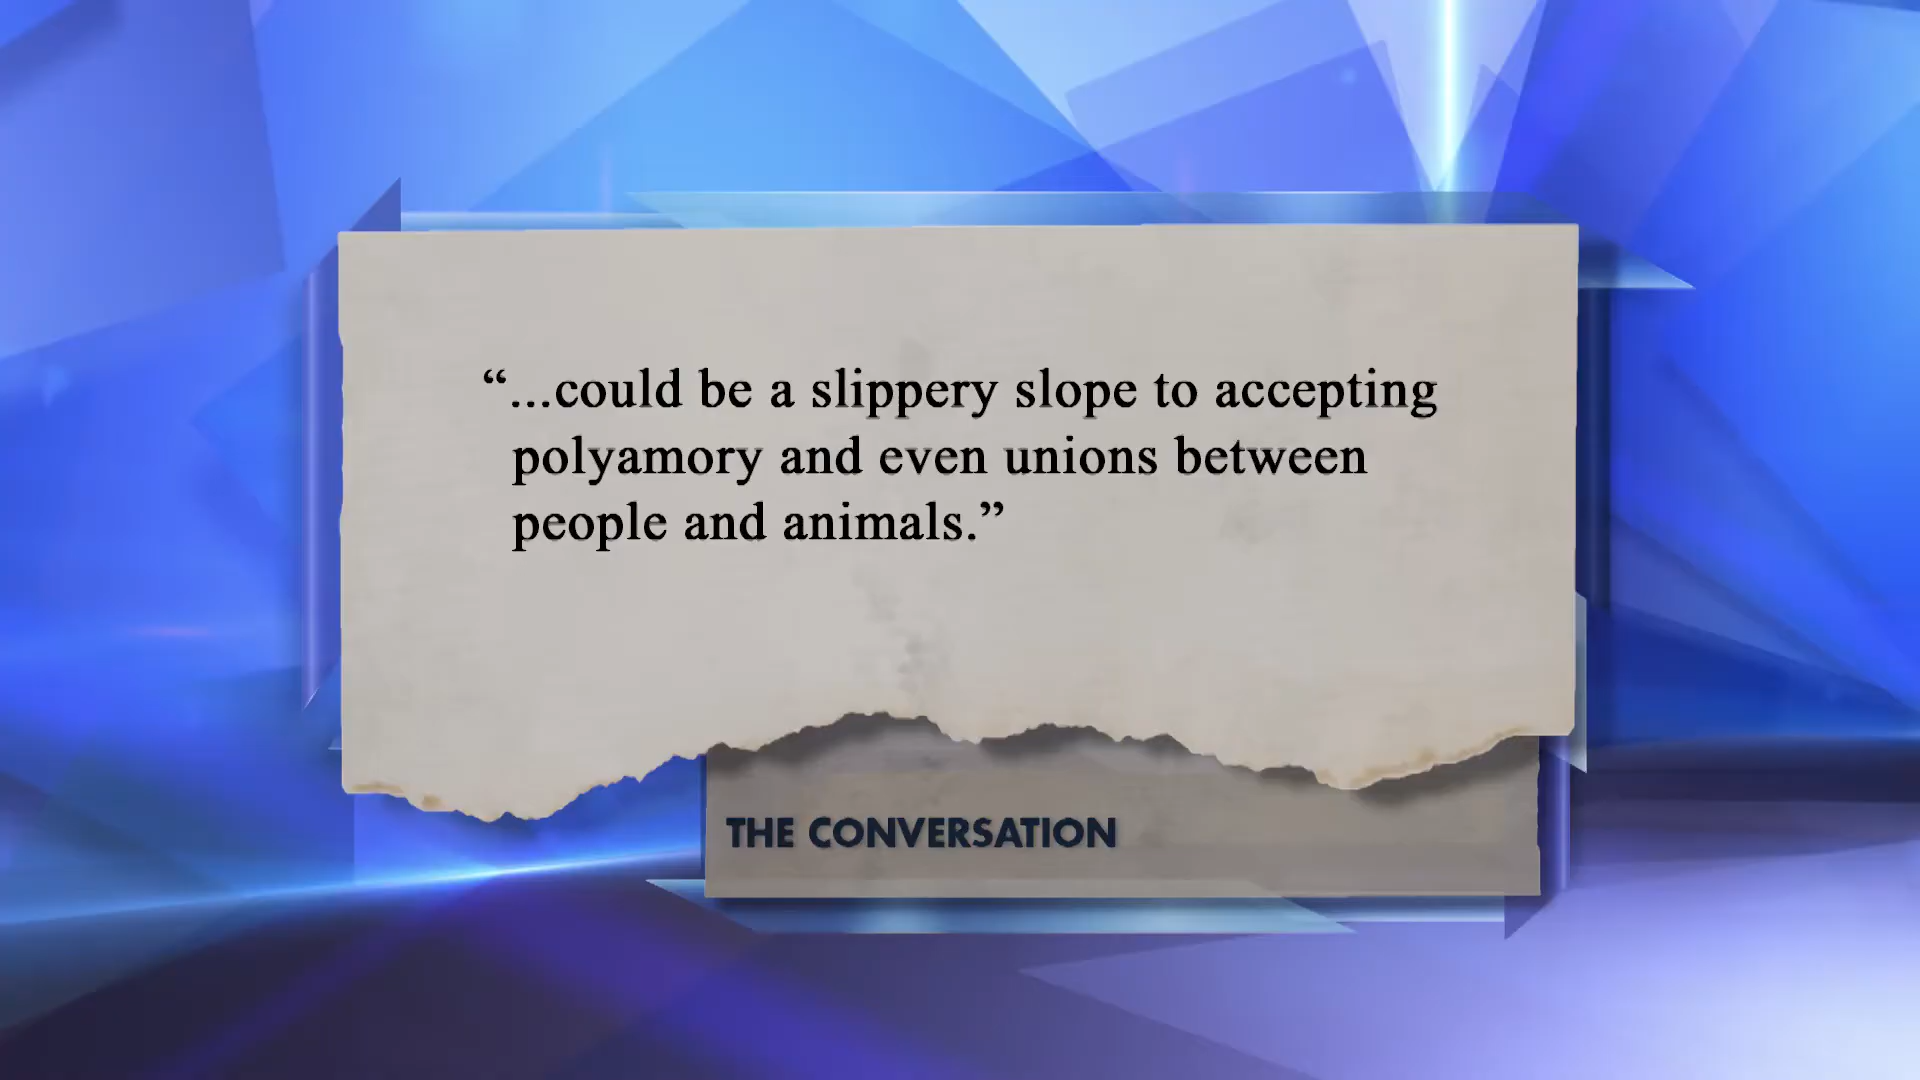 “...could be a slippery slope to accepting
polyamory and even unions between
people and animals.”
THE CONVERSATION